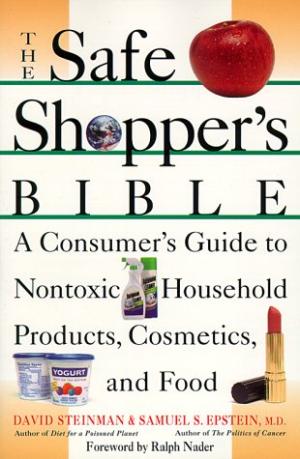 THE
Safe
Shopper's
BIBLE
A Consumer's Guide to
Nontoxic Household
Products, Cosmetics,
and Food
YOGURT
DAVID STEINMAN & SAMUEL S. EPSTEIN, M.D.
Author of Diet for a Poisoned Planet
Author of The Politics of Cancer
Foreword by Ralph Nader